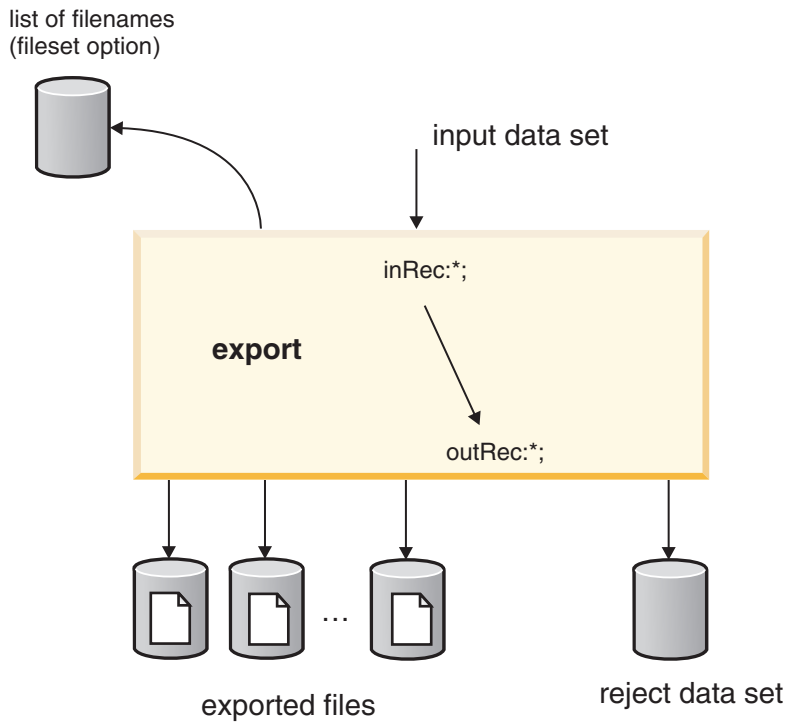 list of filenames
(fileset option)
input data set
inRec:*;
export
outRec:*;
...
exported files
reject data set